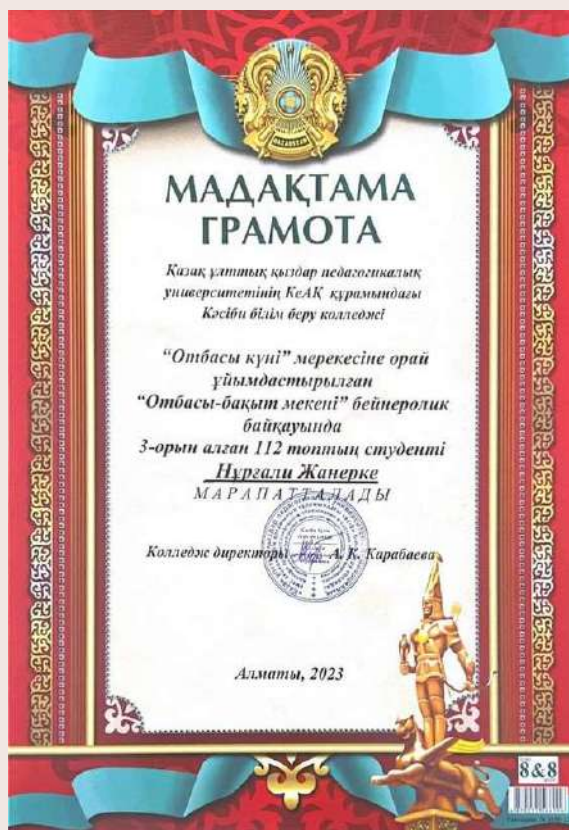 QAZAQSTAN
МАДАҚТАМА
ГРАМОТА
Қазақ ұлттық қыздар педагогикалық
университетінің КеАҚ құрамындағы
Кәсіби білім беру колледжі
“Отбасы күні” мерекесіне орай
ұйымдастырылған
“Отбасы-бақыт мекені” бейнеролик
байқауында
3-орын алған 112 топтың студенті
Нұрғали Жанерке
МАРАПАТТАЛАДЫ
Колледж директоры А. К. Карабаева
Алматы, 2023
8&8